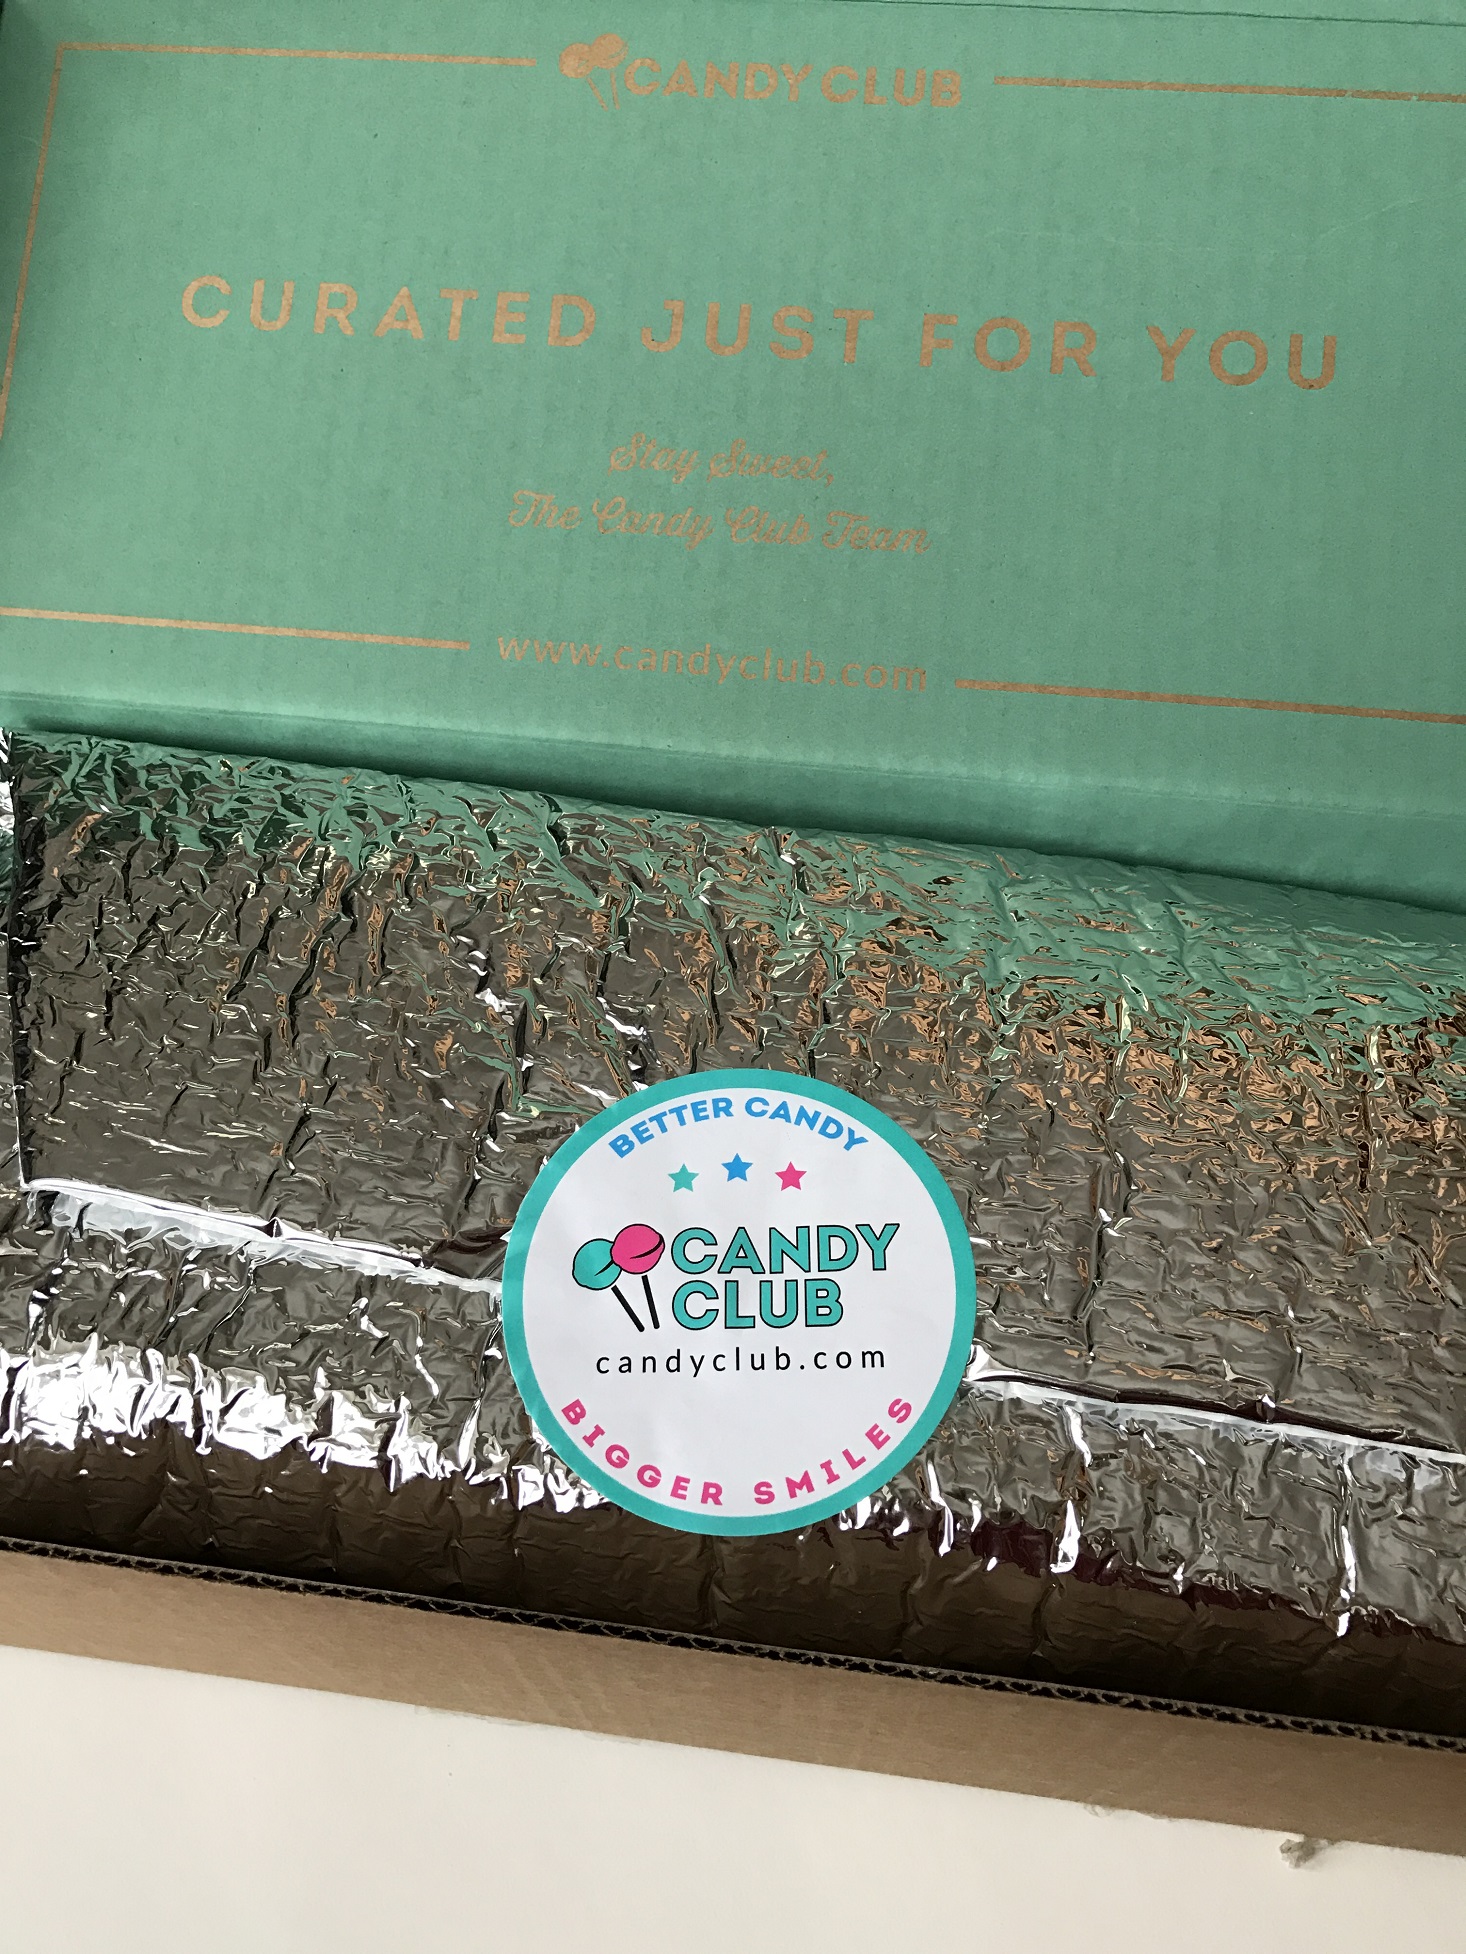 CANDY CLUB
CURATED JUST FOR YOU
Stay Sweet,
The Candy Club Team
www.candyclub.com
BETTER CANDY
CANDY
CLUB
candyclub.com
BIGGER SMILES